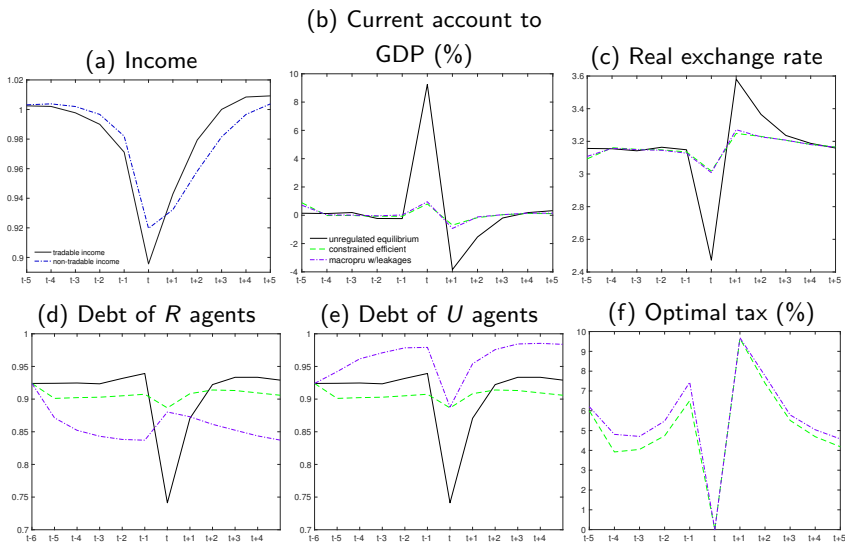 (b) Current account to
(a) Income
GDP (%)
(c) Real exchange rate
1.02
1
0.98
0.96
0.94
0.92
0.9
tradable income
non-tradable income
t-5 t-4 t-3 t-2 t-1 t t+1 t+2 t+3 t+4 t+5
10
8
6
4
2
0
-2
-4
unregulated equilibrium
constrained efficient
macropru w/leakages
t-5 t-4 t-3 t-2 t-1 t t+1 t+2 t+3 t+4 t+5
3.6
3.4
3.2
3
2.8
2.6
2.4
t-5 t-4 t-3 t-2 t-1 t t+1 t+2 t+3 t+4 t+5
(d) Debt of R agents
(e) Debt of U agents
(f) Optimal tax (%)
1
0.95
0.9
0.85
0.8
0.75
0.7
t-6 t-5 t-4 t-3 t-2 t-1 t t+1 t+2 t+3 t+4
1
0.95
0.9
0.85
0.8
0.75
0.7
t-6 t-5 t-4 t-3 t-2 t-1 t t+1 t+2 t+3 t+4
10
9
8
7
6
5
4
3
2
1
0
t-5 t-4 t-3 t-2 t-1 t t+1 t+2 t+3 t+4 t+5